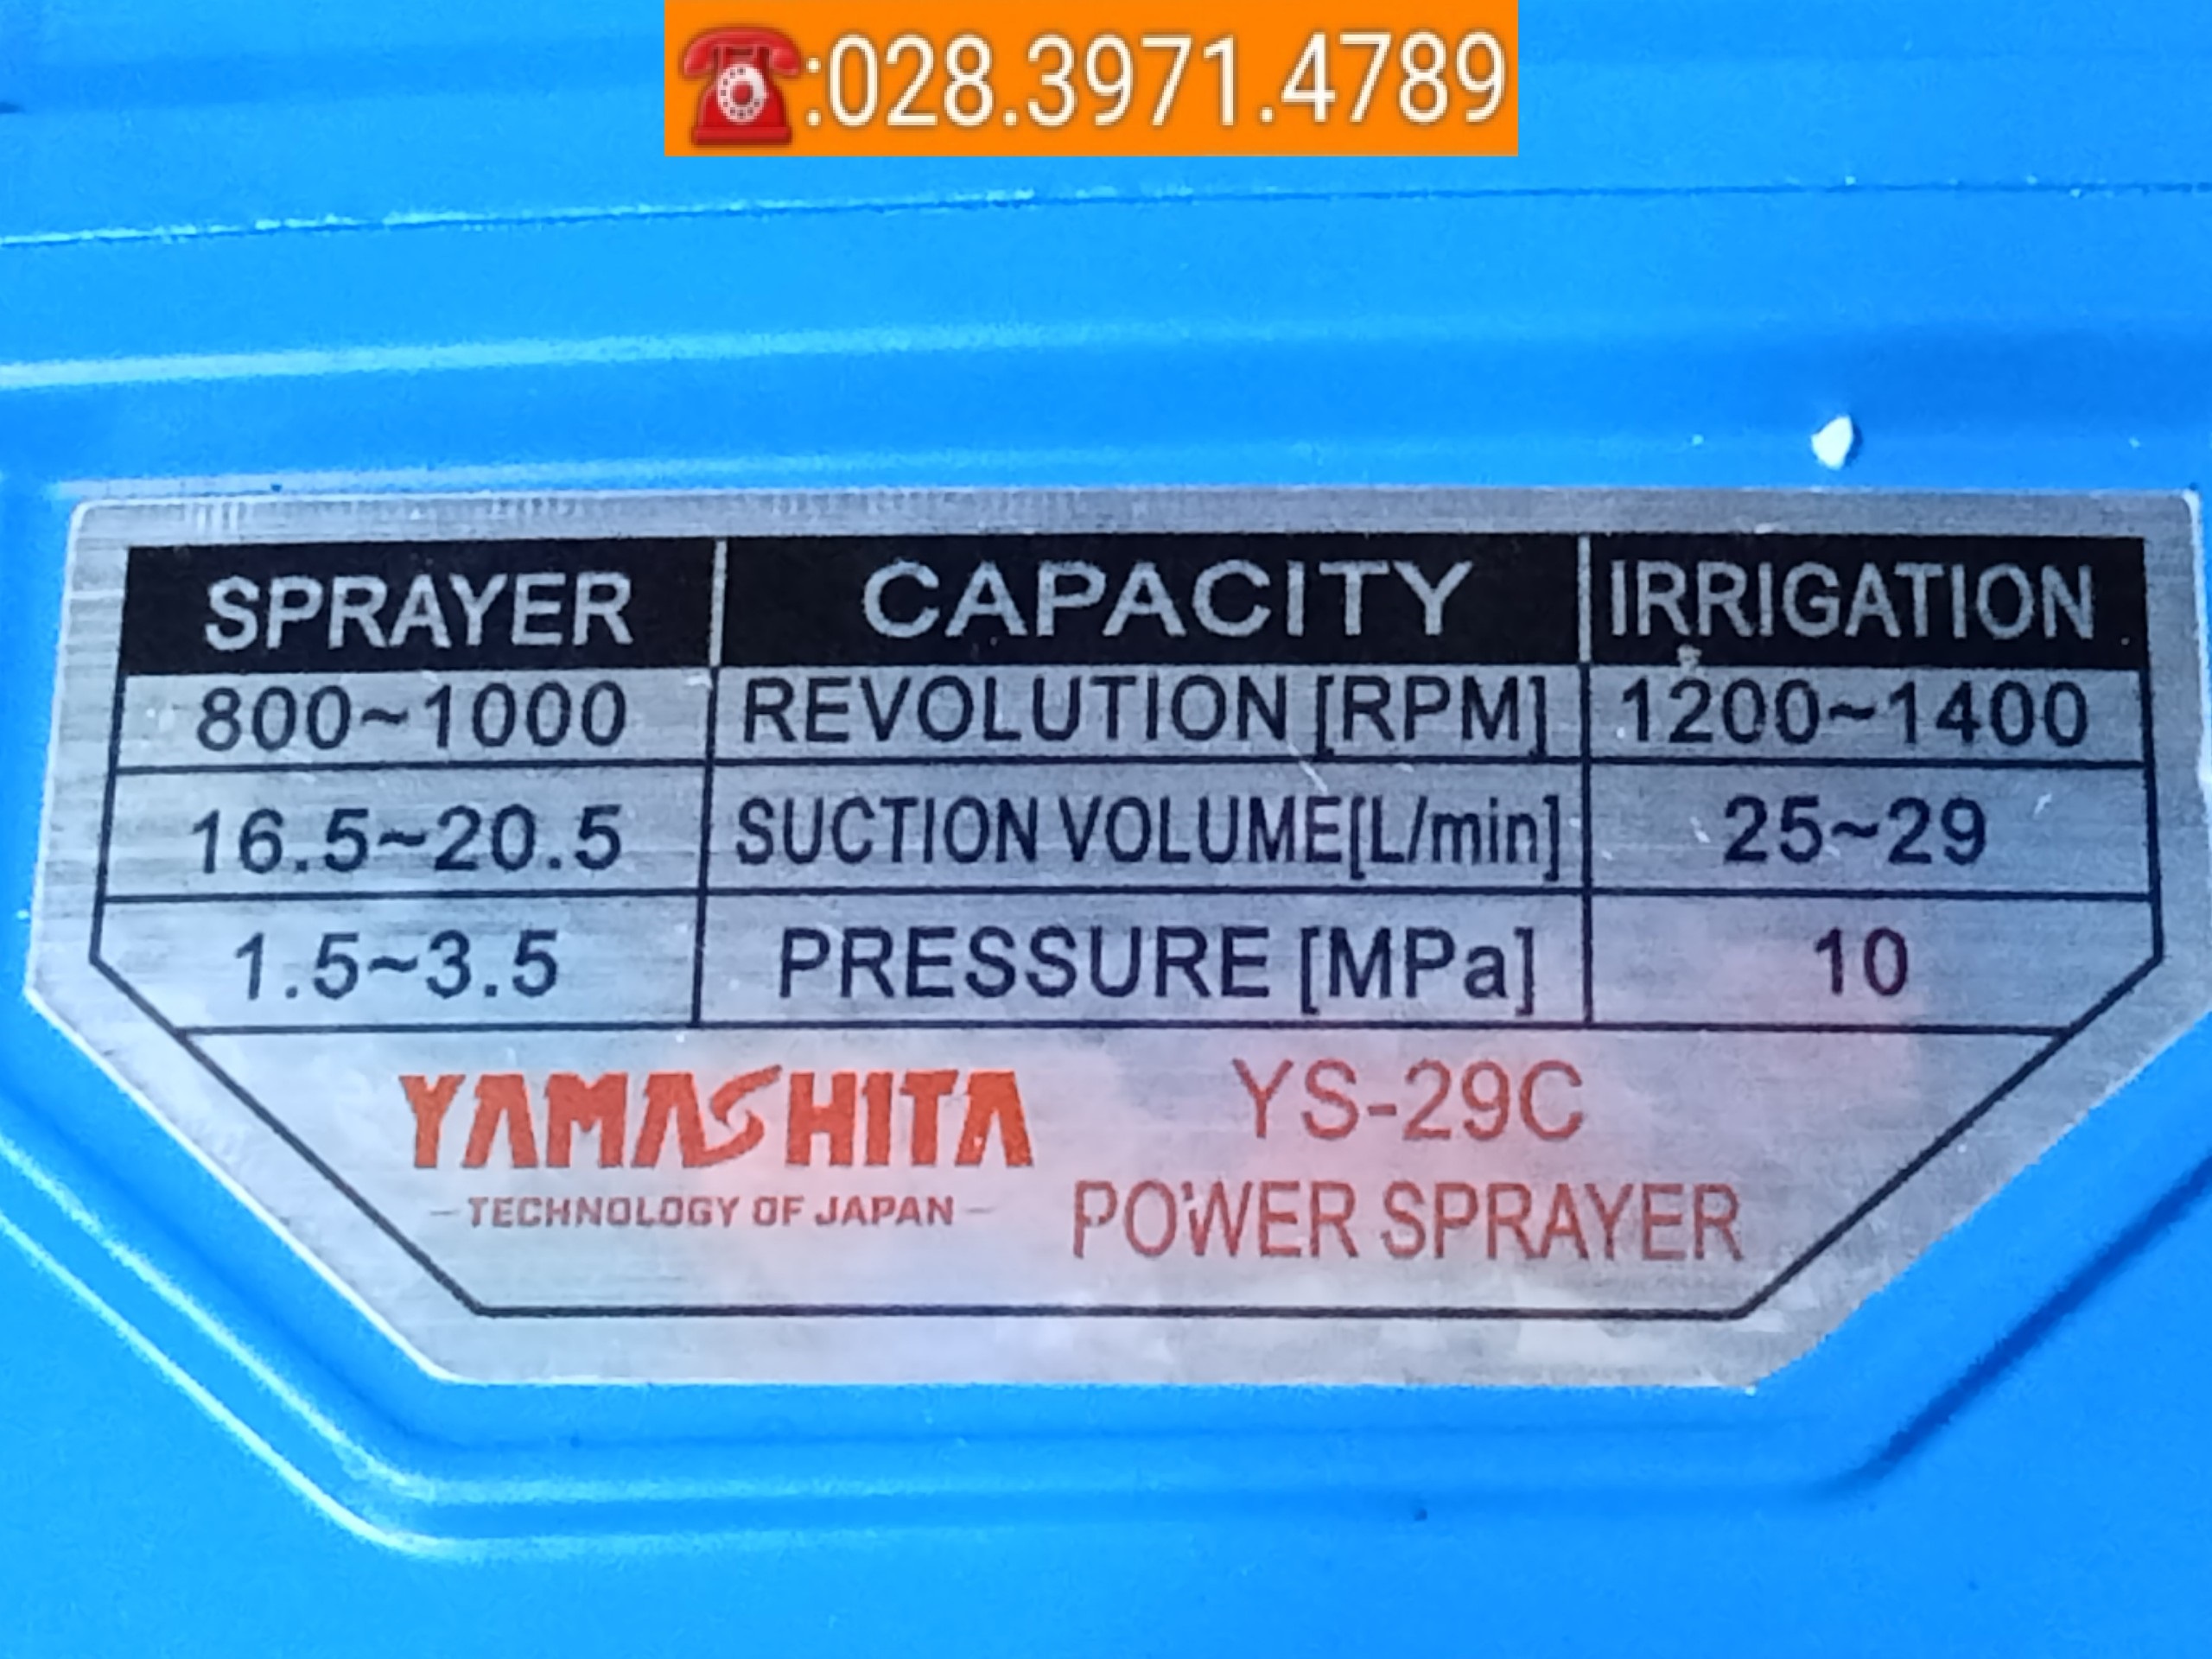 ☎:028.3971.4789
SPRAYER CAPACITY IRRIGATION
800~1000 REVOLUTION [RPM] 1200~1400
16.5~20.5 SUCTION VOLUME[L/min] 25~29
1.5~3.5 PRESSURE [MPa] 10
YAMASHITA
- TECHNOLOGY OF JAPAN -
YS-29C
POWER SPRAYER